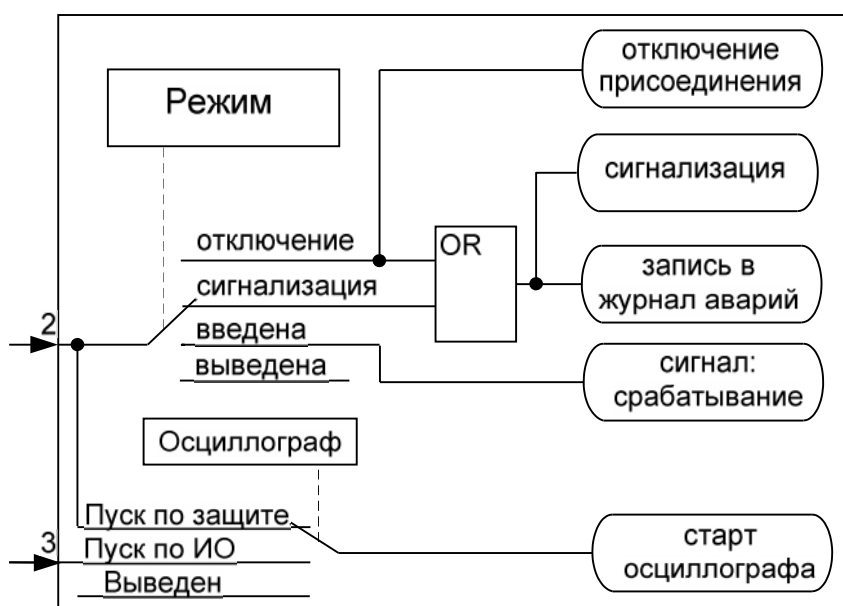 отключение
присоединения
Режим
сигнализация
отключение
OR
запись в
журнал аварий
сигнализация
2
введена
выведена
сигнал:
срабатывание
Осциллограф
Пуск по защите
3
Пуск по ИО
Выведен
старт
осциллографа